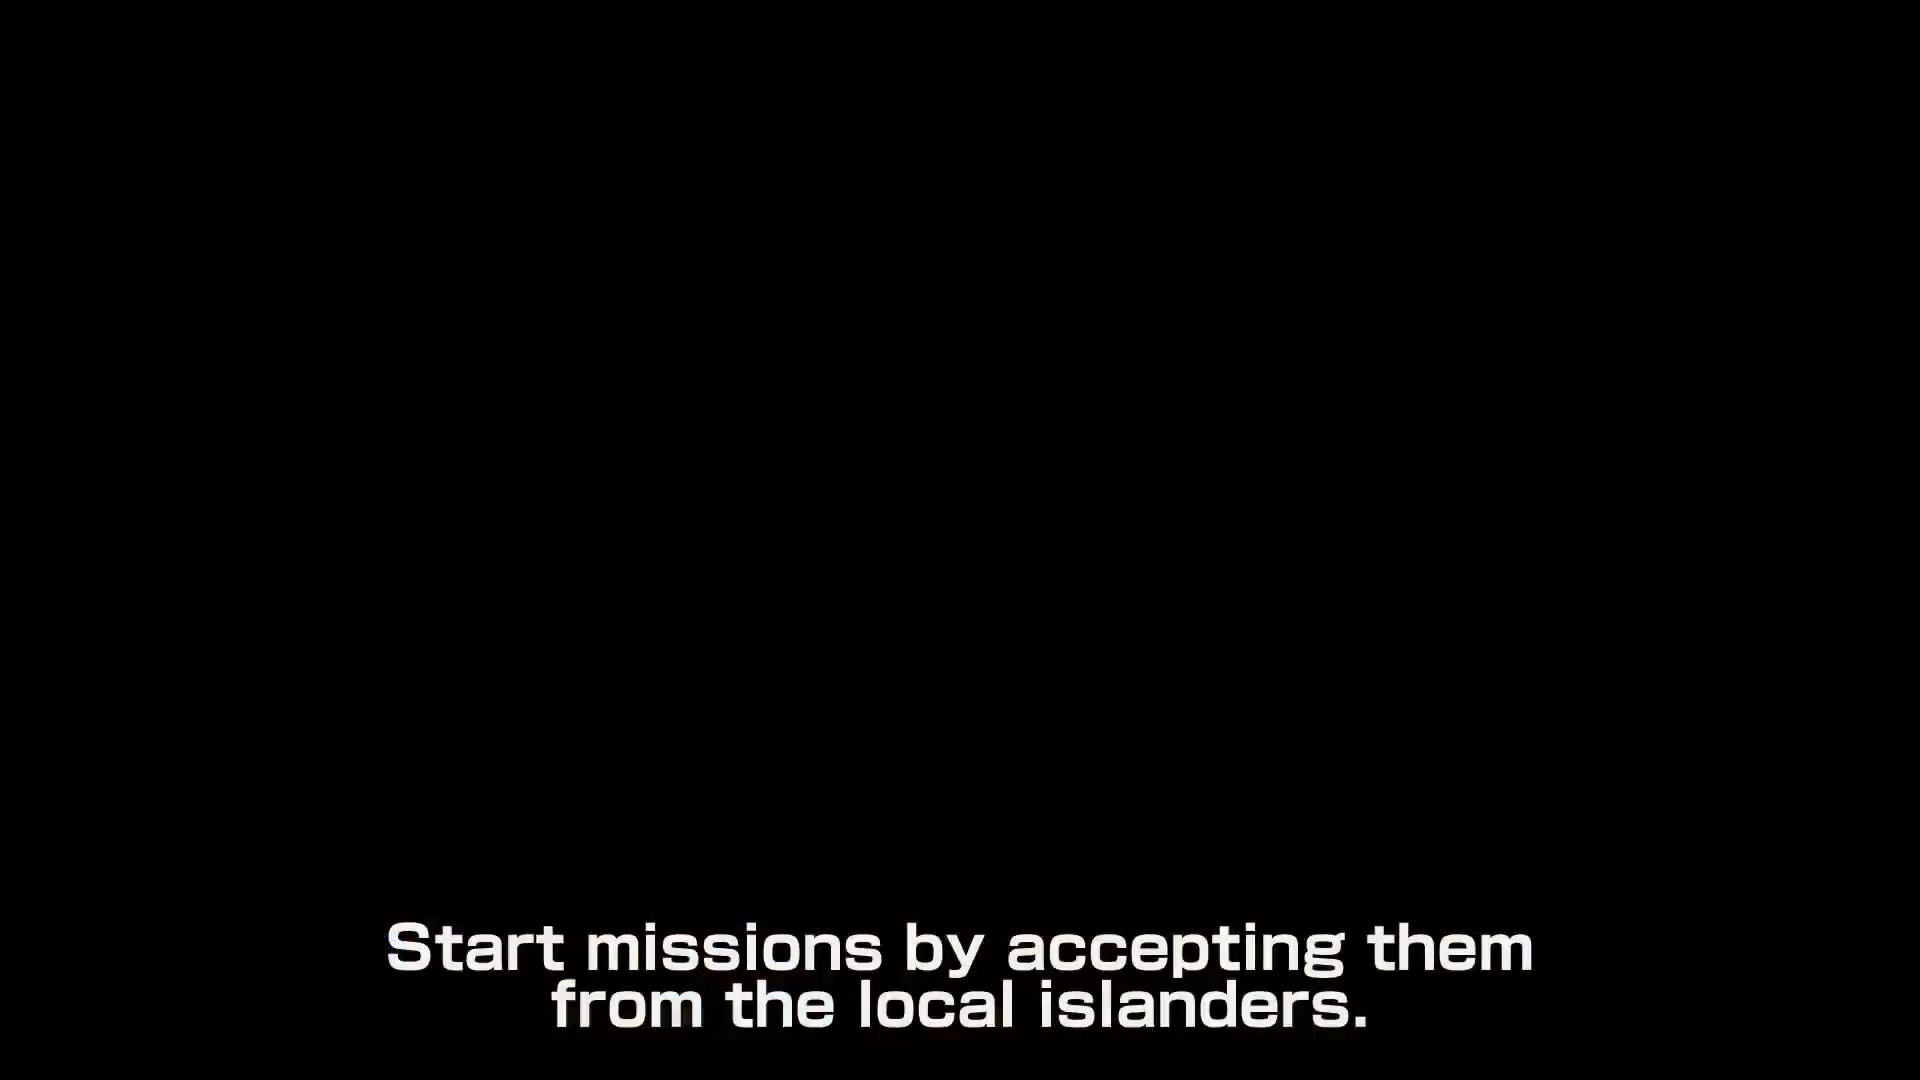 Start missions by accepting them
from the local islanders.